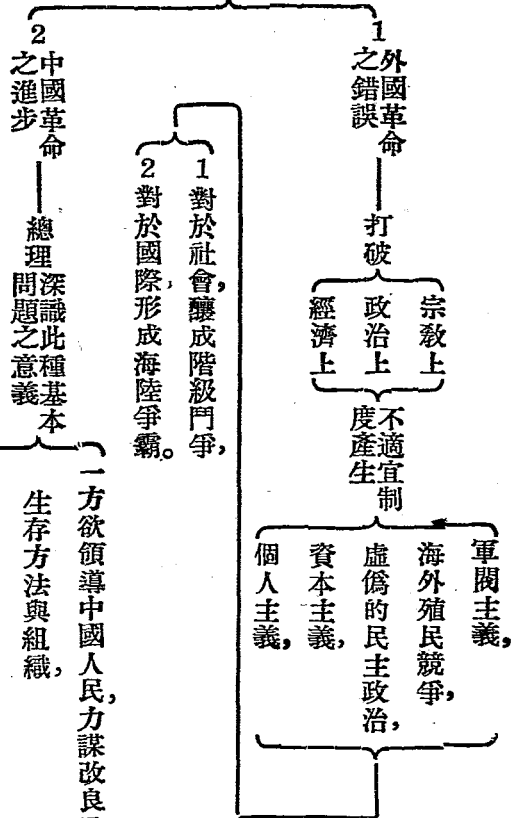 1
外國革命
之錯誤
打破
宗教上
政治上
經濟上
不適宜制
度產生
軍閥主義，
海外殖民競爭，
虛僞的民主政治，
資本主義，
個人主義，
1 對於社會，釀成階級鬥爭，
2 對於國際，形成海陸爭霸。
2
中國革命
之進步
總理深識此種基本
問題之意義
一方欲領導中國人民，力謀改良
生存方法與組織，